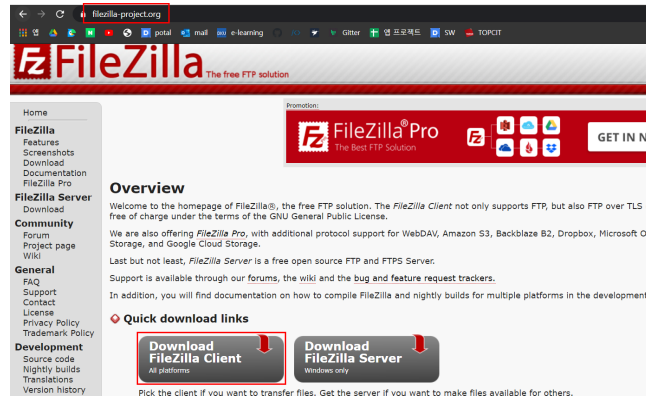 filezilla-project.org
앱
potal
mail
e-learning
Gitter
앱 프로젝트
SW
TOPCIT
FileZilla The free FTP solution
Home
FileZilla
Features
Screenshots
Download
Documentation
FileZilla Pro
FileZilla Server
Download
Community
Forum
Project page
Wiki
General
FAQ
Support
Contact
License
Privacy Policy
Trademark Policy
Development
Source code
Nightly builds
Translations
Version history
Promotion:
FileZilla®Pro
The Best FTP Solution
GET IN N
Overview
Welcome to the homepage of FileZilla®, the free FTP solution. The FileZilla Client not only supports FTP, but also FTP over TLS
free of charge under the terms of the GNU General Public License.
We are also offering FileZilla Pro, with additional protocol support for WebDAV, Amazon S3, Backblaze B2, Dropbox, Microsoft O
Storage, and Google Cloud Storage.
Last but not least, FileZilla Server is a free open source FTP and FTPS Server.
Support is available through our forums, the wiki and the bug and feature request trackers.
In addition, you will find documentation on how to compile FileZilla and nightly builds for multiple platforms in the development
Quick download links
Download
FileZilla Client
All platforms
Download
FileZilla Server
Windows only
Pick the client if you want to transfer files. Get the server if you want to make files available for others.